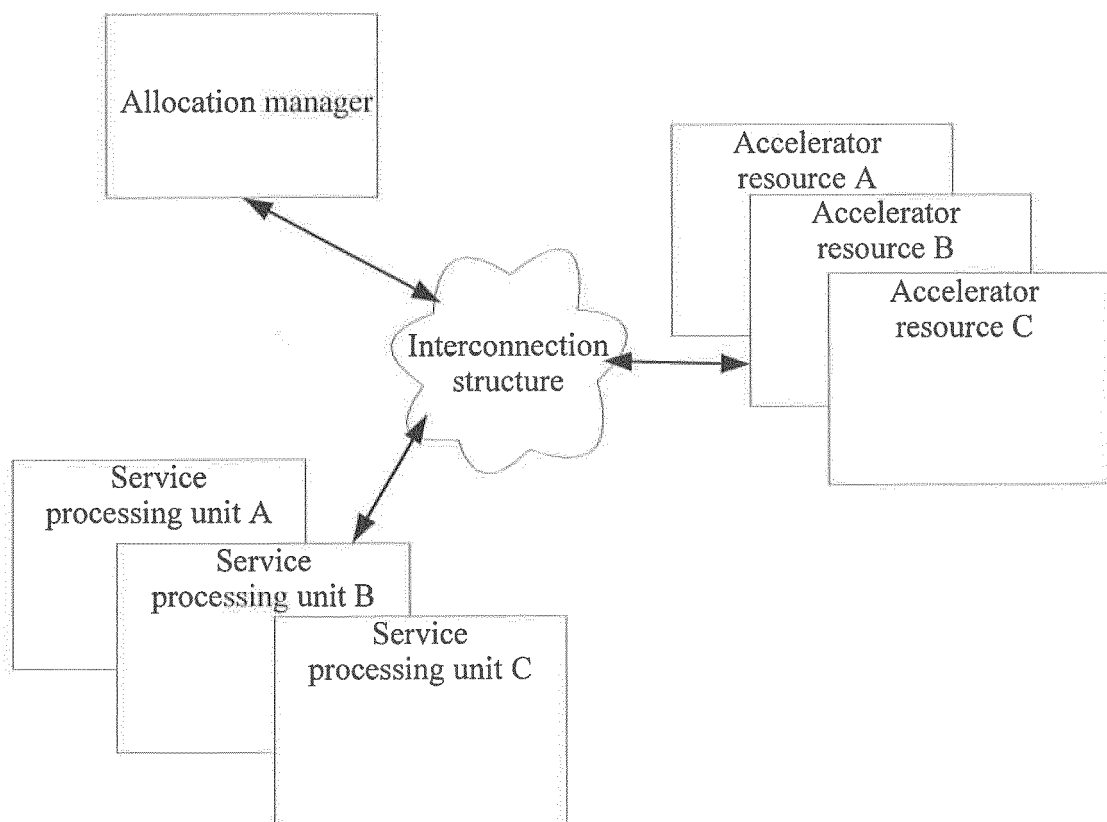 Allocation manager
Accelerator
resource A
Accelerator
resource B
Accelerator
resource C
Interconnection
structure
Service
processing unit A
Service
processing unit B
Service
processing unit C